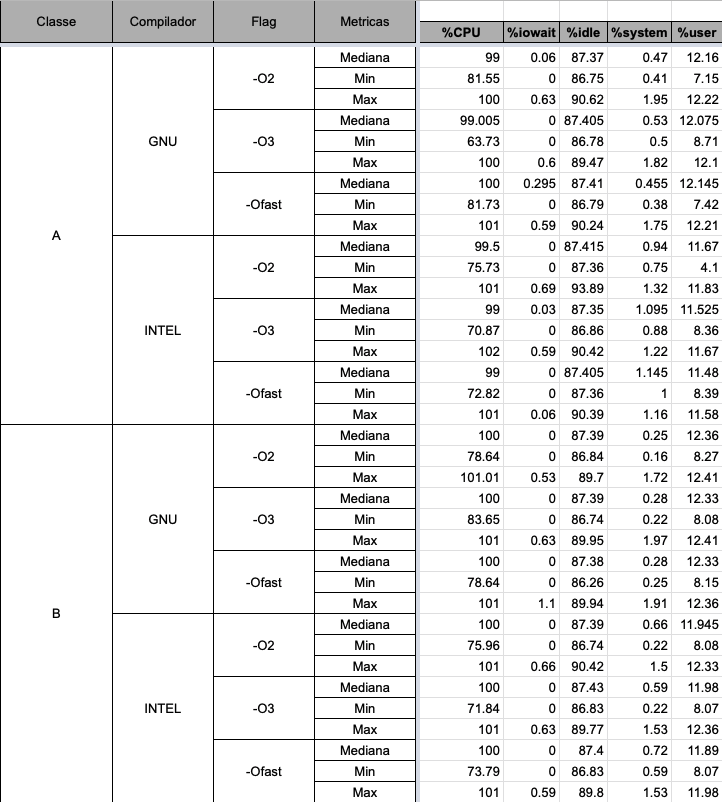 Classe Compilador Flag Metricas %CPU %iowait %idle %system %user
Mediana 99 0.06 87.37 0.47 12.16
-O2 Min 81.55 0 86.75 0.41 7.15
Max 100 0.63 90.62 1.95 12.22
Mediana 99.005 0 87.405 0.53 12.075
GNU -O3 Min 63.73 0 86.78 0.5 8.71
Max 100 0.6 89.47 1.82 12.1
Mediana 100 0.295 87.41 0.455 12.145
-Ofast Min 81.73 0 86.79 0.38 7.42
Max 101 0.59 90.24 1.75 12.21
A
Mediana 99.5 0 87.415 0.94 11.67
-O2 Min 75.73 0 87.36 0.75 4.1
Max 101 0.69 93.89 1.32 11.83
Mediana 99 0.03 87.35 1.095 11.525
INTEL -O3 Min 70.87 0 86.86 0.88 8.36
Max 102 0.59 90.42 1.22 11.67
Mediana 99 0 87.405 1.145 11.48
-Ofast Min 72.82 0 87.36 1 8.39
Max 101 0.06 90.39 1.16 11.58
Mediana 100 0 87.39 0.25 12.36
-O2 Min 78.64 0 86.84 0.16 8.27
Max 101.01 0.53 89.7 1.72 12.41
Mediana 100 0 87.39 0.28 12.33
GNU -O3 Min 83.65 0 86.74 0.22 8.08
Max 101 0.63 89.95 1.97 12.41
Mediana 100 0 87.38 0.28 12.33
-Ofast Min 78.64 0 86.26 0.25 8.15
Max 101 1.1 89.94 1.91 12.36
B
Mediana 100 0 87.39 0.66 11.945
-O2 Min 75.96 0 86.74 0.22 8.08
Max 101 0.66 90.42 1.5 12.33
Mediana 100 0 87.43 0.59 11.98
INTEL -O3 Min 71.84 0 86.83 0.22 8.07
Max 101 0.63 89.77 1.53 12.36
Mediana 100 0 87.4 0.72 11.89
-Ofast Min 73.79 0 86.83 0.59 8.07
Max 101 0.59 89.8 1.53 11.98